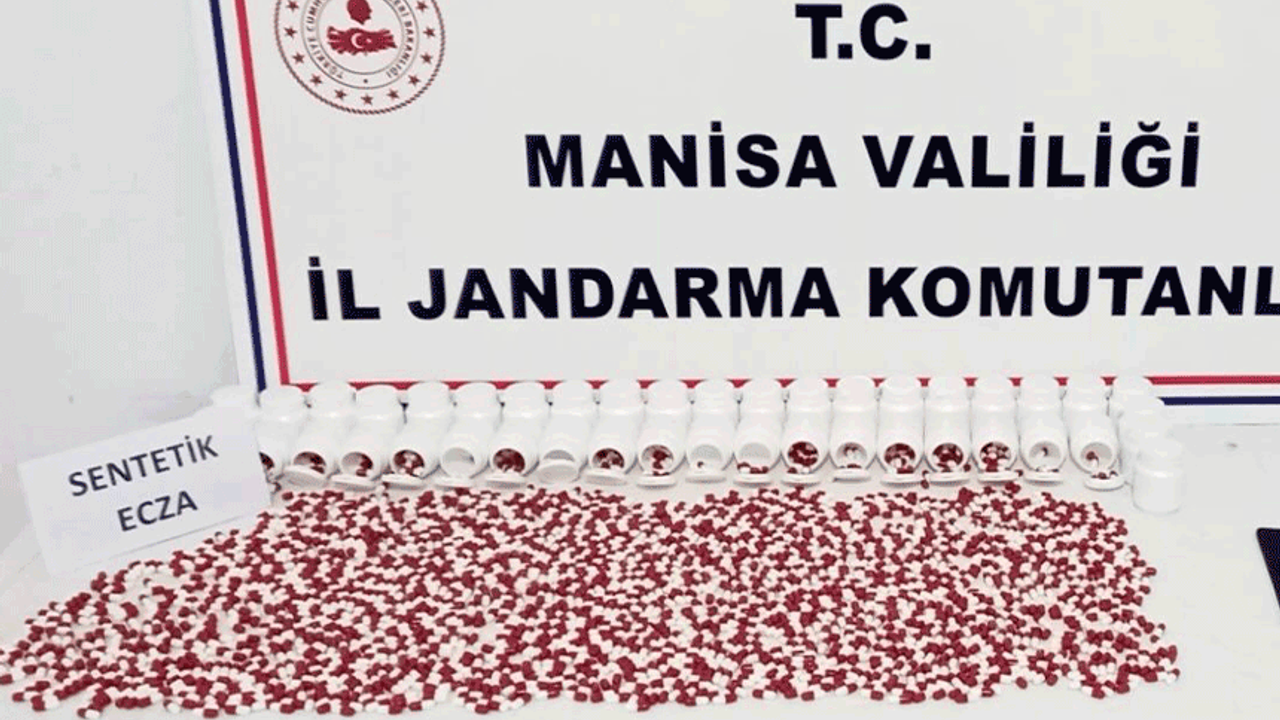 T.C.
MANİSA VALİLİĞİ
İL JANDARMA KOMUTANL
SENTETİK
ECZA